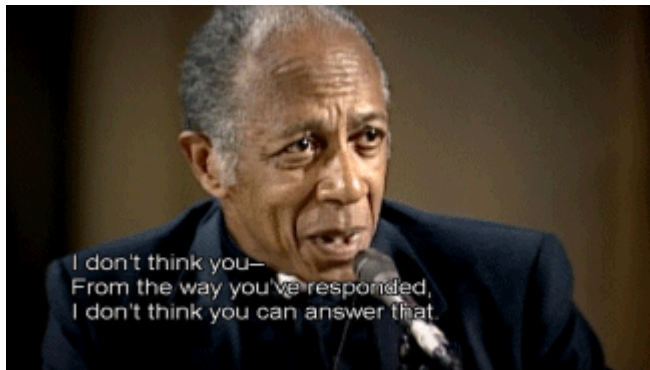 I don't think you–
From the way you've responded,
I don't think you can answer that.